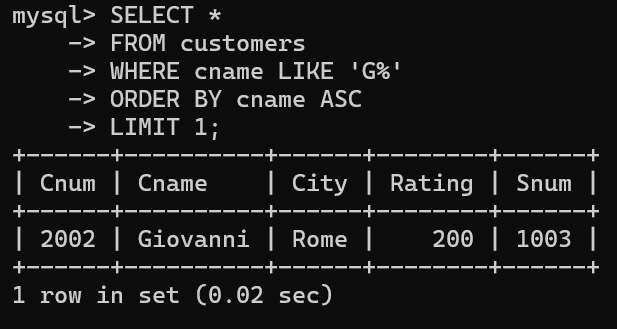 mysql> SELECT *
    -> FROM customers
    -> WHERE cname LIKE 'G%'
    -> ORDER BY cname ASC
    -> LIMIT 1;
+------+----------+------+--------+------+
| Cnum | Cname    | City | Rating | Snum |
+------+----------+------+--------+------+
| 2002 | Giovanni | Rome |    200 | 1003 |
+------+----------+------+--------+------+
1 row in set (0.02 sec)